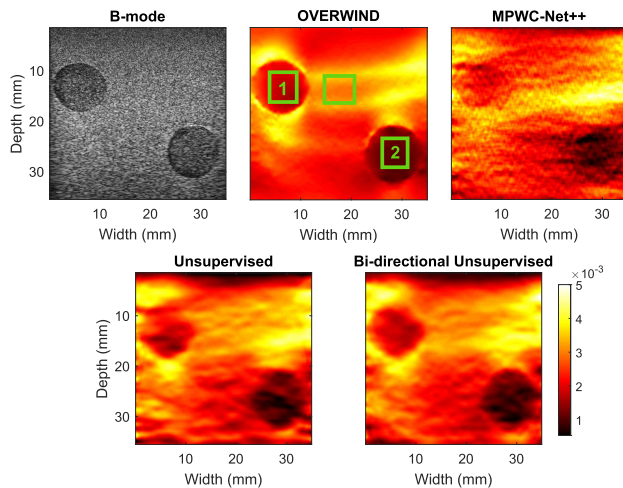 B-mode
OVERWIND
MPWC-Net++
Depth (mm)
10
20
30
1
2
10 20 30
10 20 30
10 20 30
Width (mm)
Width (mm)
Width (mm)
Unsupervised
Bi-directional Unsupervised
Depth (mm)
10
20
30
×10⁻³
5
4
3
2
1
10 20 30
10 20 30
Width (mm)
Width (mm)